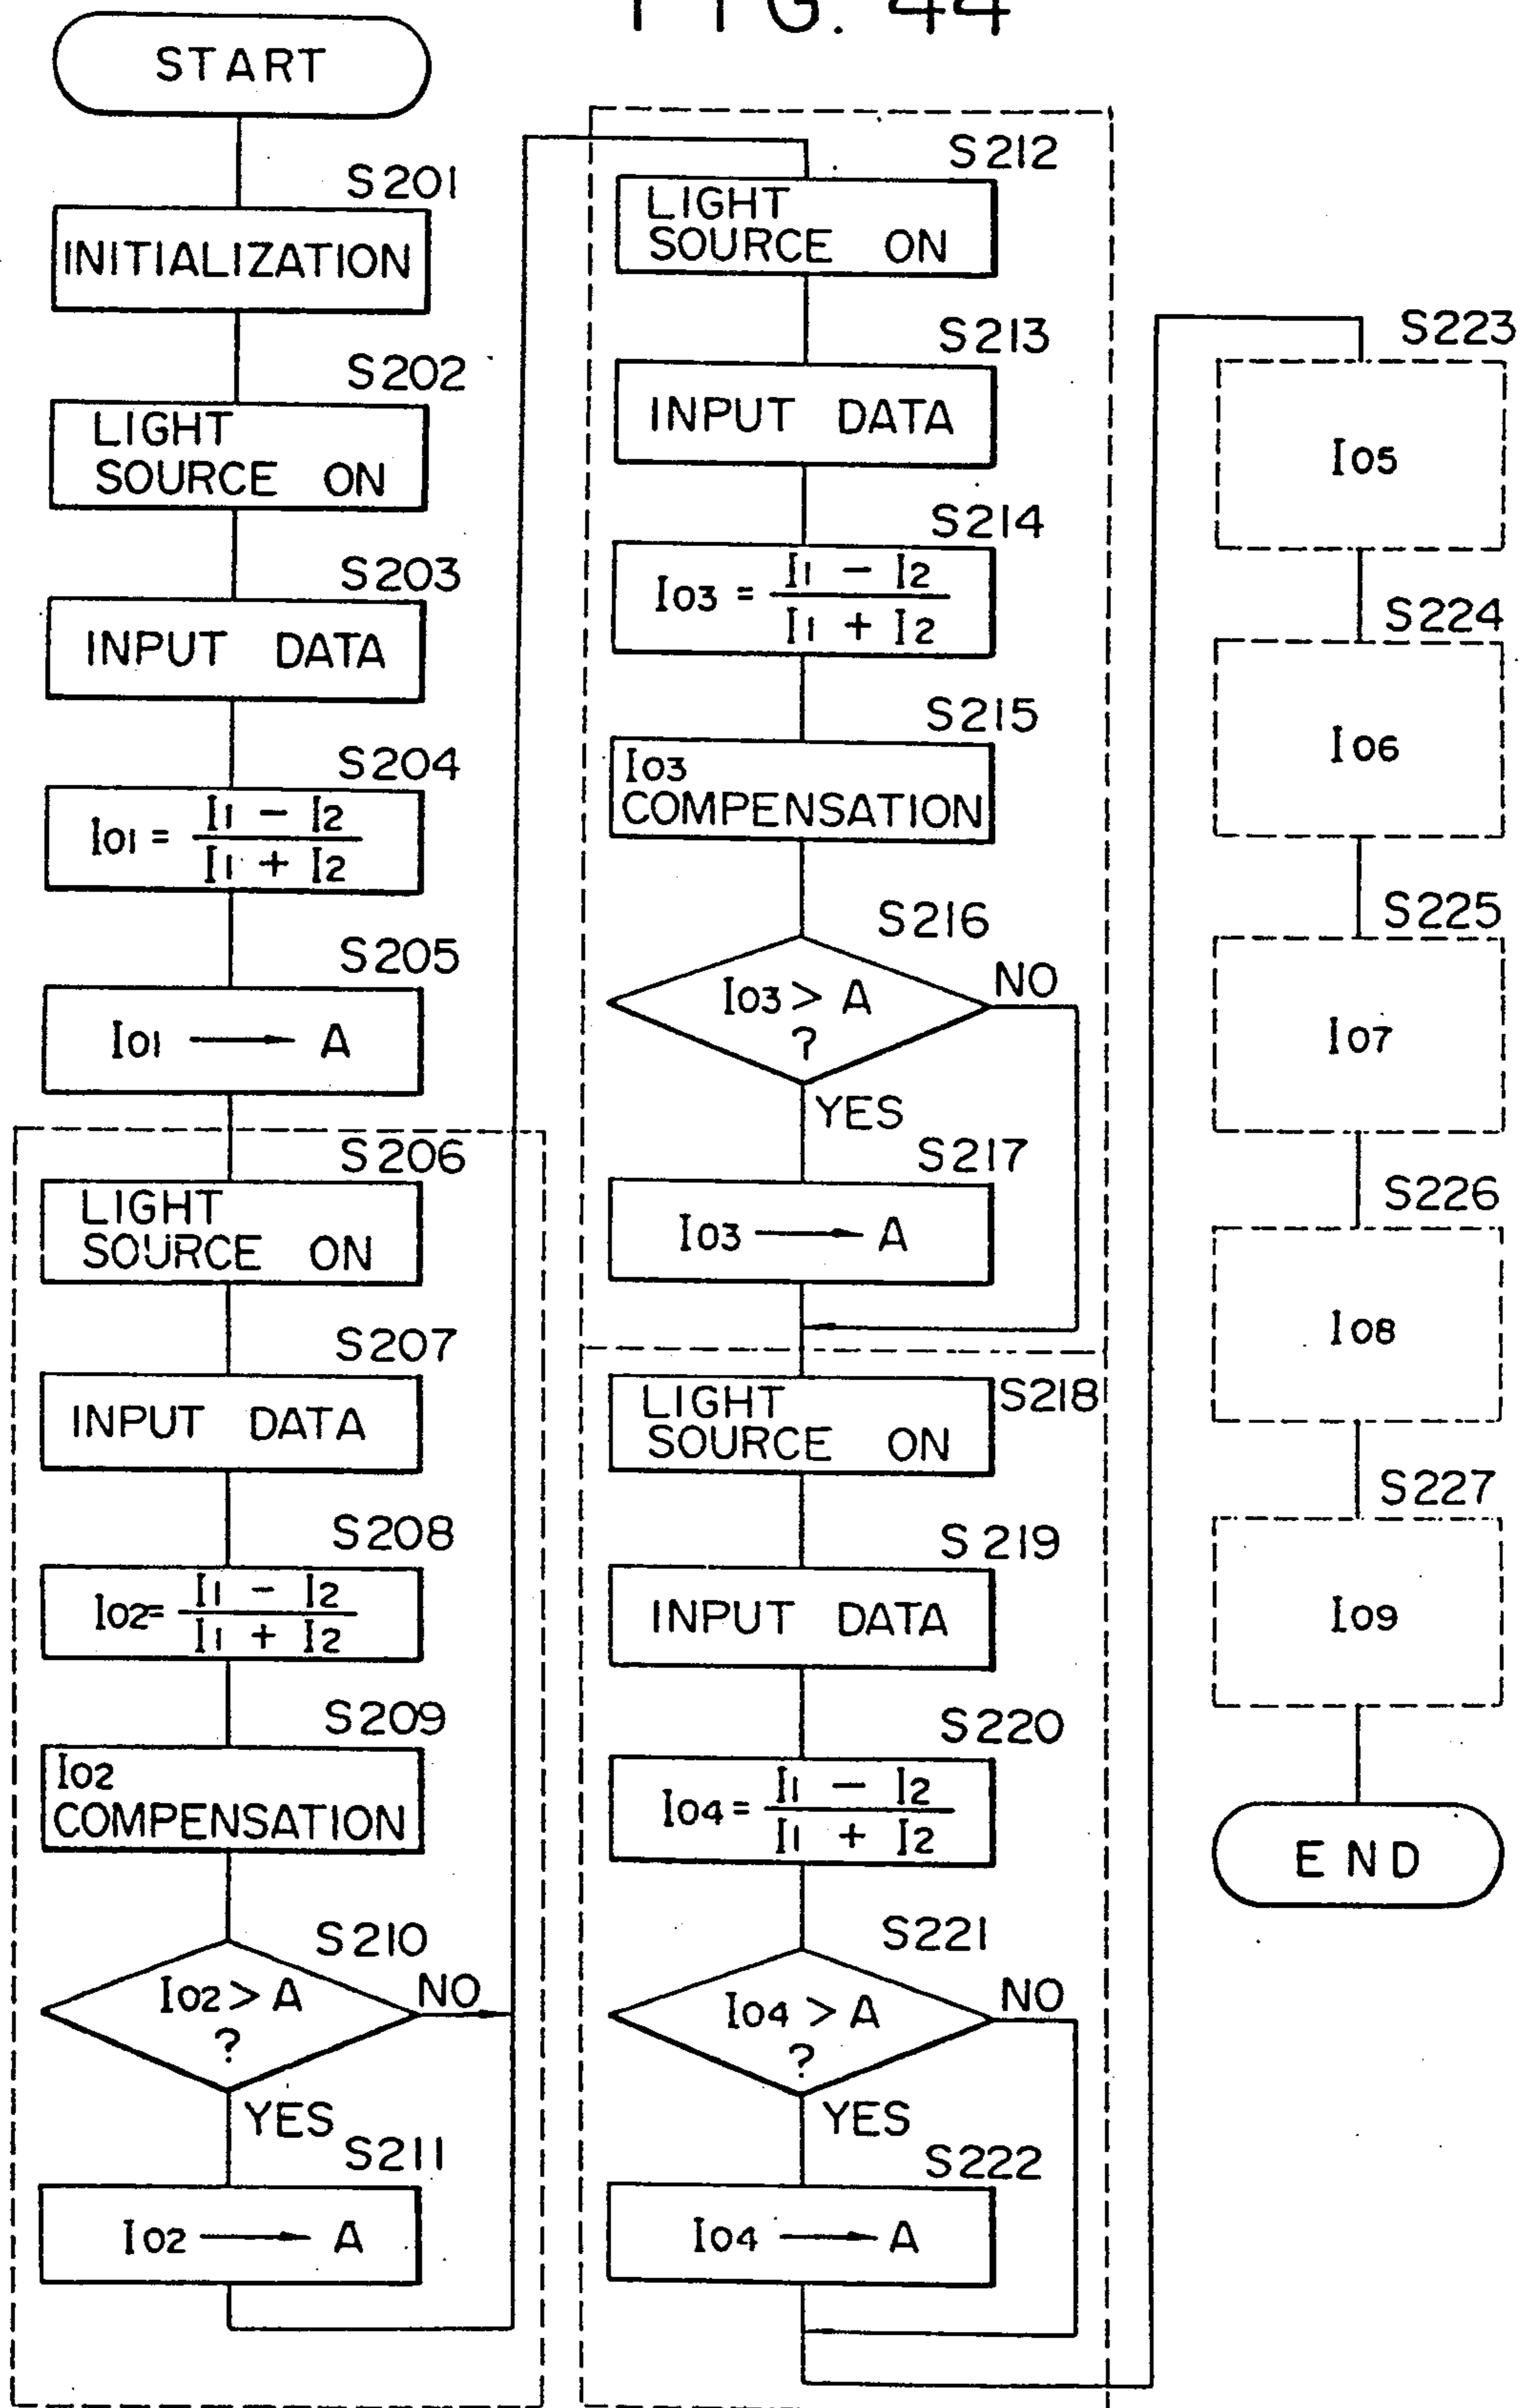 FIG. 44
START
S201
INITIALIZATION
S202
LIGHT
SOURCE ON
S203
INPUT DATA
S204
I01 = (I1 - I2) / (I1 + I2)
S205
I01 → A
S206
LIGHT
SOURCE ON
S207
INPUT DATA
S208
I02 = (I1 - I2) / (I1 + I2)
S209
I02
COMPENSATION
S210
I02 > A
?
NO
YES
S211
I02 → A
S212
LIGHT
SOURCE ON
S213
INPUT DATA
S214
I03 = (I1 - I2) / (I1 + I2)
S215
I03
COMPENSATION
S216
I03 > A
?
NO
YES
S217
I03 → A
S218
LIGHT
SOURCE ON
S219
INPUT DATA
S220
I04 = (I1 - I2) / (I1 + I2)
S221
I04 > A
?
NO
YES
S222
I04 → A
S223
I05
S224
I06
S225
I07
S226
I08
S227
I09
END